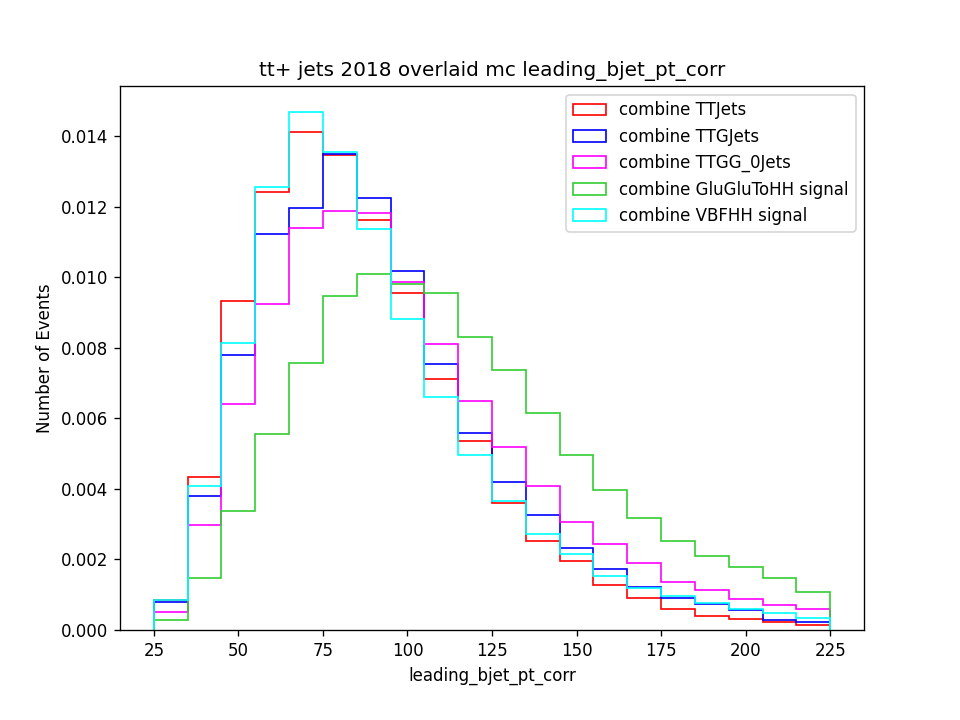 tt+ jets 2018 overlaid mc leading_bjet_pt_corr
combine TTJets
combine TTGJets
combine TTGG_0Jets
combine GluGluToHH signal
combine VBFHH signal
Number of Events
0.014
0.012
0.010
0.008
0.006
0.004
0.002
0.000
25 50 75 100 125 150 175 200 225
leading_bjet_pt_corr